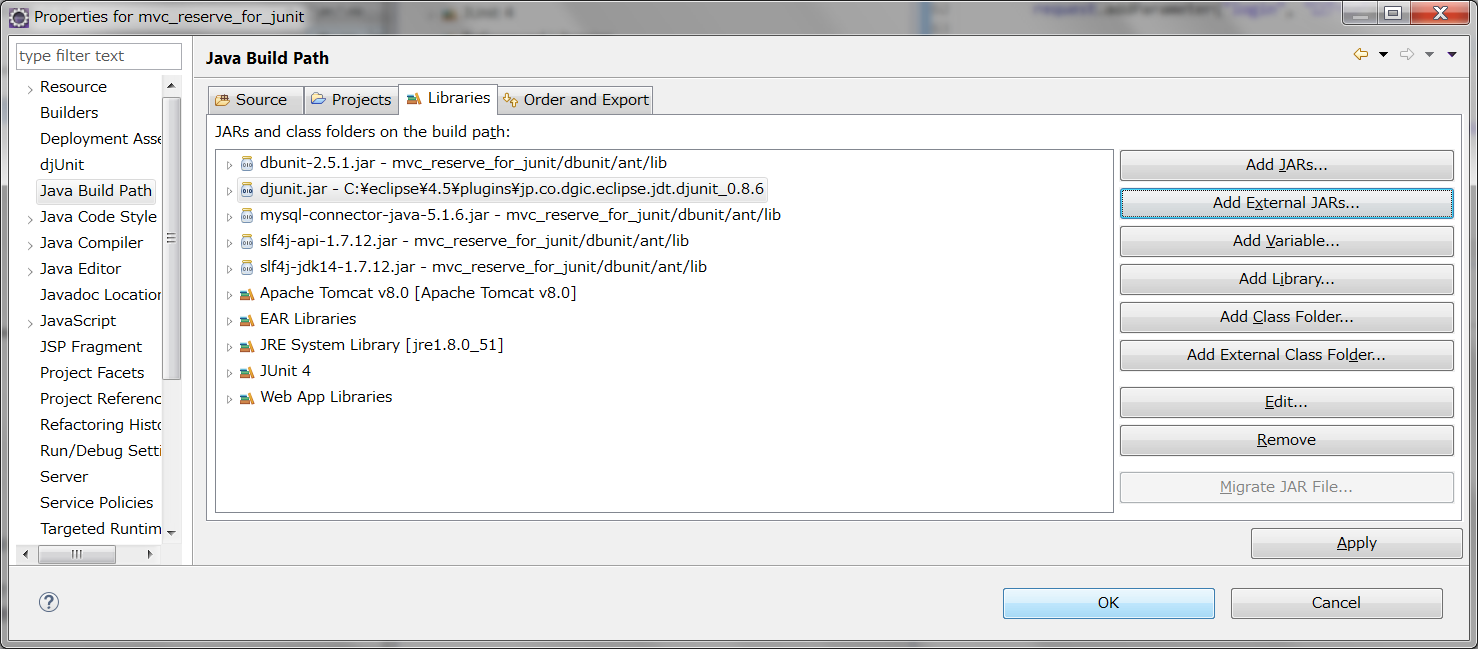 Properties for mvc_reserve_for_junit
type filter text
Resource
Builders
Deployment Asse
djUnit
Java Build Path
Java Code Style
Java Compiler
Java Editor
Javadoc Location
JavaScript
JSP Fragment
Project Facets
Project Referenc
Refactoring Histo
Run/Debug Setti
Server
Service Policies
Targeted Runtim
Java Build Path
Source
Projects
Libraries
Order and Export
JARs and class folders on the build path:
dbunit-2.5.1.jar - mvc_reserve_for_junit/dbunit/ant/lib
djunit.jar - C:¥eclipse¥4.5¥plugins¥jp.co.dgic.eclipse.jdt.djunit_0.8.6
mysql-connector-java-5.1.6.jar - mvc_reserve_for_junit/dbunit/ant/lib
slf4j-api-1.7.12.jar - mvc_reserve_for_junit/dbunit/ant/lib
slf4j-jdk14-1.7.12.jar - mvc_reserve_for_junit/dbunit/ant/lib
Apache Tomcat v8.0 [Apache Tomcat v8.0]
EAR Libraries
JRE System Library [jre1.8.0_51]
JUnit 4
Web App Libraries
Add JARs...
Add External JARs...
Add Variable...
Add Library...
Add Class Folder...
Add External Class Folder...
Edit...
Remove
Migrate JAR File...
Apply
OK
Cancel